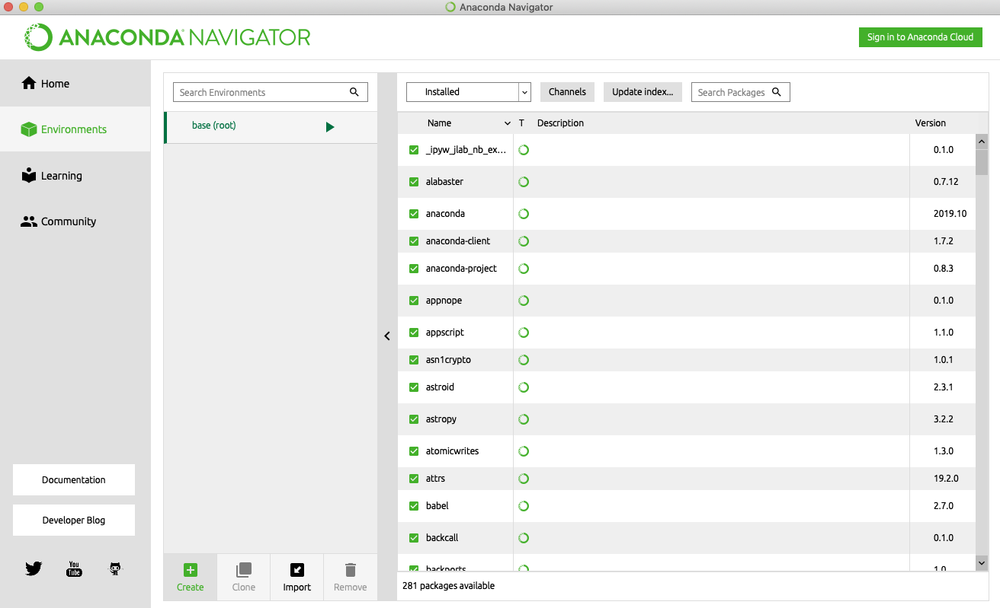 Anaconda Navigator
ANACONDA NAVIGATOR
Sign in to Anaconda Cloud
Home
Environments
Learning
Community
Documentation
Developer Blog
You
Tube
Search Environments
base (root)
Create
Clone
Import
Remove
Installed
Channels
Update index...
Search Packages
Name T Description Version
_ipyw_jlab_nb_ex... 0.1.0
alabaster 0.7.12
anaconda 2019.10
anaconda-client 1.7.2
anaconda-project 0.8.3
appnope 0.1.0
appscript 1.1.0
asn1crypto 1.0.1
astroid 2.3.1
astropy 3.2.2
atomicwrites 1.3.0
attrs 19.2.0
babel 2.7.0
backcall 0.1.0
backports 1.0
281 packages available